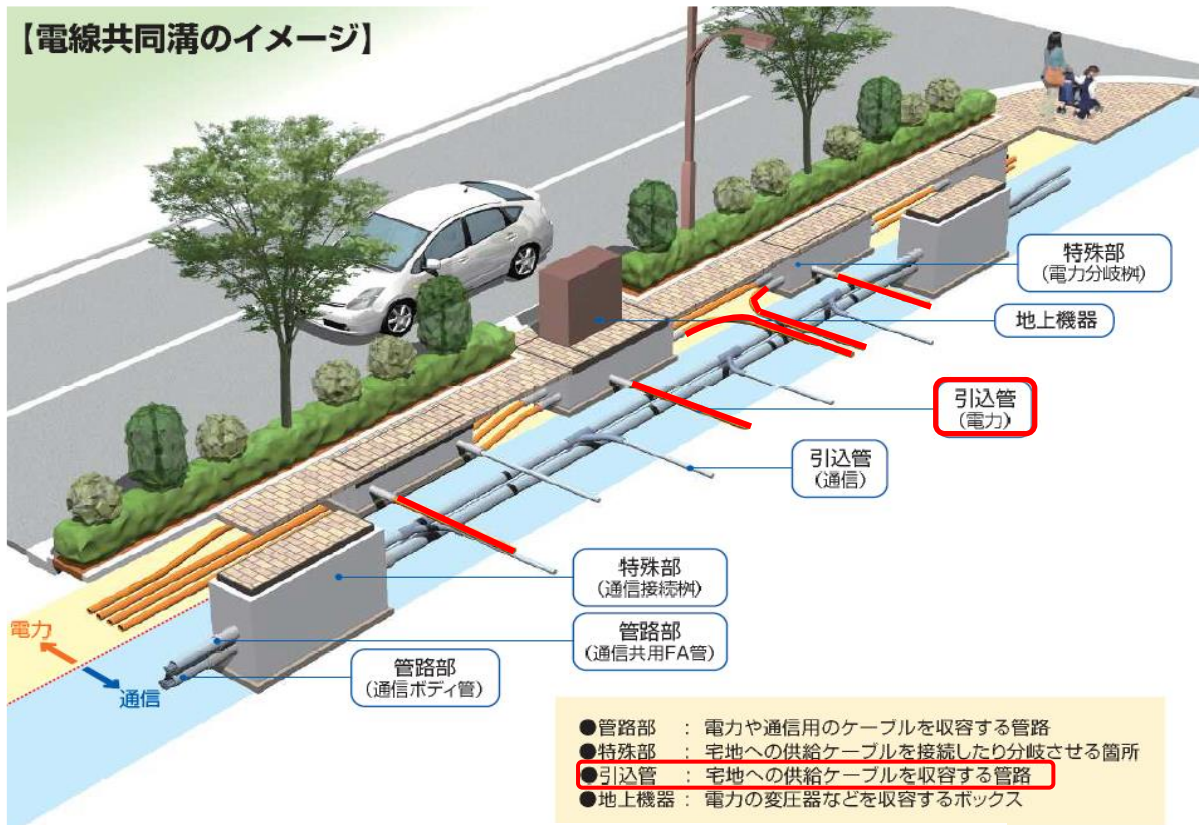 【電線共同溝のイメージ】
特殊部
(電力分岐桝)
地上機器
引込管
(電力)
引込管
(通信)
特殊部
(通信接続桝)
管路部
(通信共用FA管)
管路部
(通信ボディ管)
電力
通信
●管路部 : 電力や通信用のケーブルを収容する管路
●特殊部 : 宅地への供給ケーブルを接続したり分岐させる箇所
●引込管 : 宅地への供給ケーブルを収容する管路
●地上機器 : 電力の変圧器などを収容するボックス